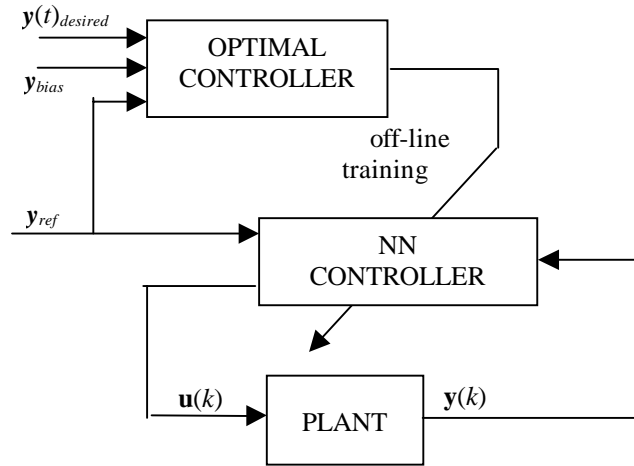 y(t)desired
OPTIMAL
CONTROLLER
ybias
off-line
training
yref
NN
CONTROLLER
u(k)
PLANT
y(k)